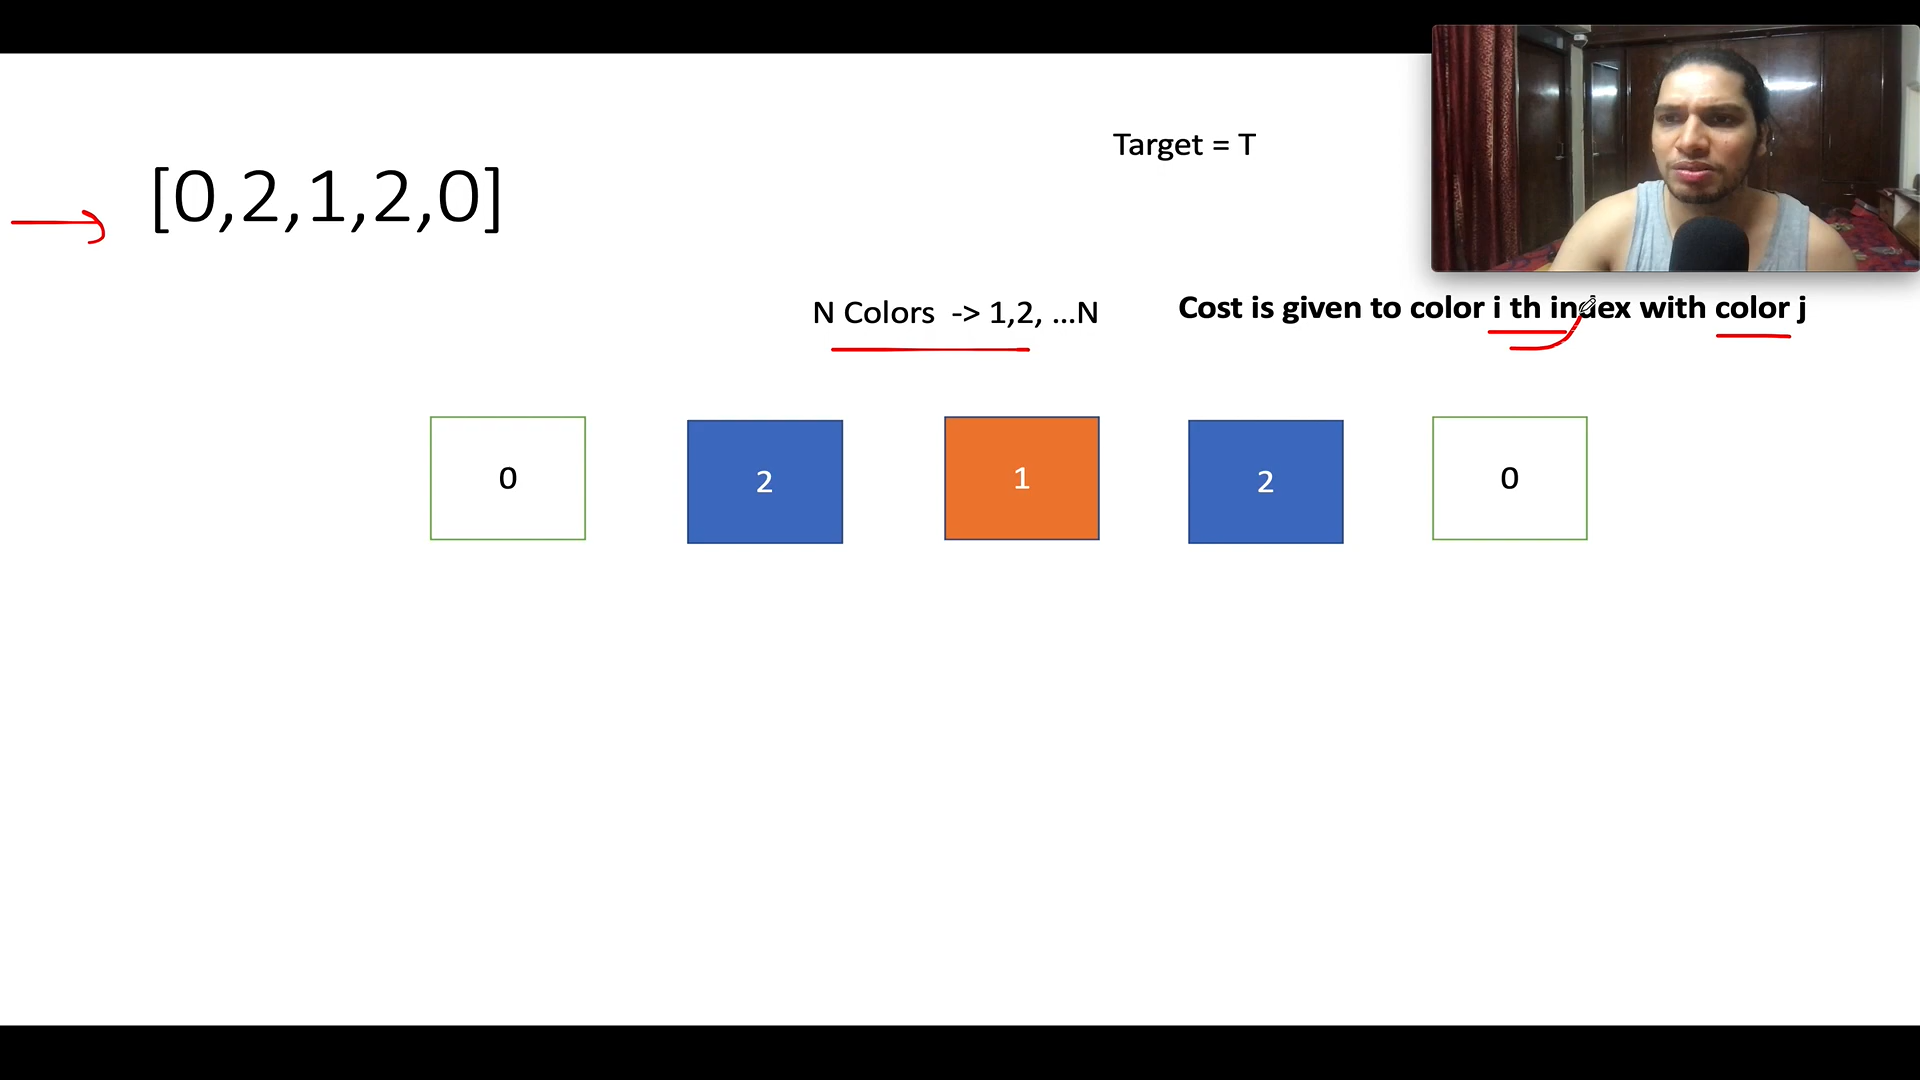 Target = T
[0,2,1,2,0]
N Colors -> 1,2, ...N
Cost is given to color i th index with color j
0
2
1
2
0